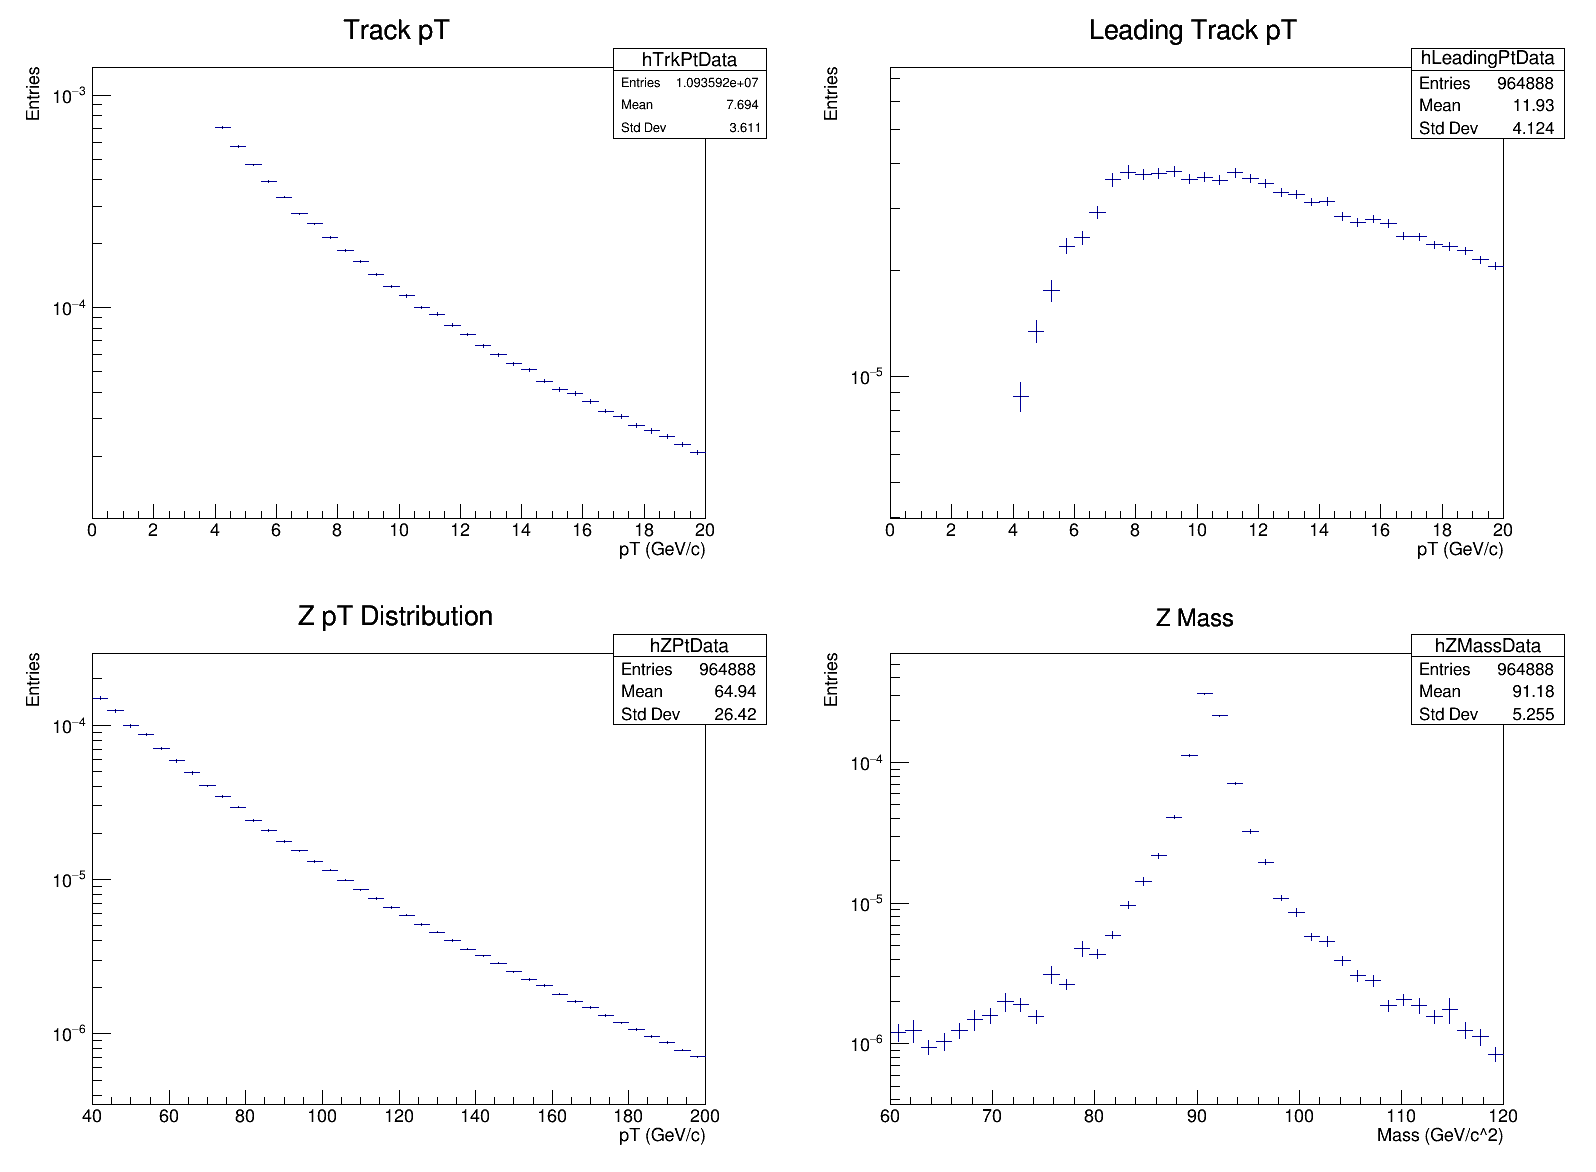 Track pT
Entries
hTrkPtData
Entries 1.093592e+07
Mean 7.694
Std Dev 3.611
10−3
10−4
0 2 4 6 8 10 12 14 16 18 20
pT (GeV/c)
Leading Track pT
Entries
hLeadingPtData
Entries 964888
Mean 11.93
Std Dev 4.124
10−5
0 2 4 6 8 10 12 14 16 18 20
pT (GeV/c)
Z pT Distribution
Entries
hZPtData
Entries 964888
Mean 64.94
Std Dev 26.42
10−4
10−5
10−6
40 60 80 100 120 140 160 180 200
pT (GeV/c)
Z Mass
Entries
hZMassData
Entries 964888
Mean 91.18
Std Dev 5.255
10−4
10−5
10−6
60 70 80 90 100 110 120
Mass (GeV/c^2)